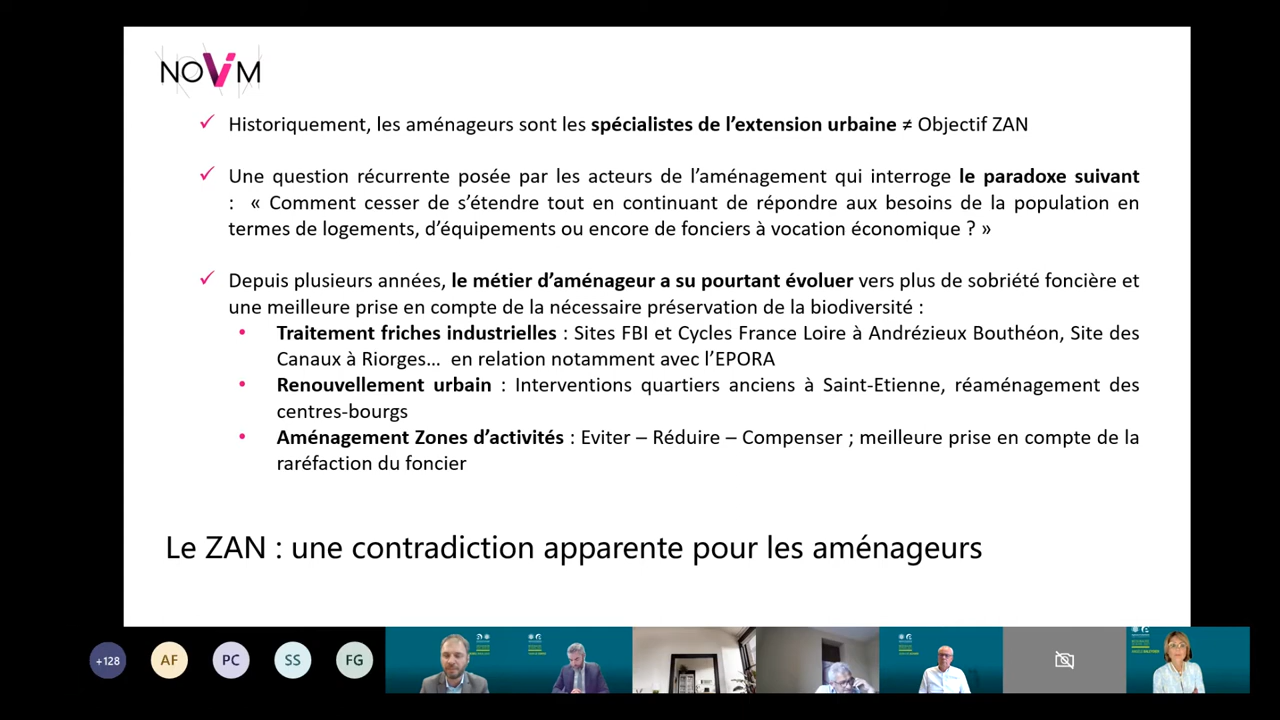 NOViM
Historiquement, les aménageurs sont les spécialistes de l’extension urbaine ≠ Objectif ZAN
Une question récurrente posée par les acteurs de l’aménagement qui interroge le paradoxe suivant
: « Comment cesser de s’étendre tout en continuant de répondre aux besoins de la population en
termes de logements, d’équipements ou encore de fonciers à vocation économique ? »
Depuis plusieurs années, le métier d’aménageur a su pourtant évoluer vers plus de sobriété foncière et
une meilleure prise en compte de la nécessaire préservation de la biodiversité :
Traitement friches industrielles : Sites FBI et Cycles France Loire à Andrézieux Bouthéon, Site des
Canaux à Riorges… en relation notamment avec l’EPORA
Renouvellement urbain : Interventions quartiers anciens à Saint-Etienne, réaménagement des
centres-bourgs
Aménagement Zones d’activités : Eviter – Réduire – Compenser ; meilleure prise en compte de la
raréfaction du foncier
Le ZAN : une contradiction apparente pour les aménageurs
+128
AF
PC
SS
FG